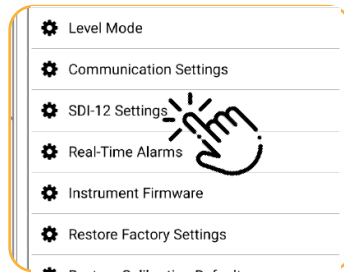 Level Mode
Communication Settings
SDI-12 Settings
Real-Time Alarms
Instrument Firmware
Restore Factory Settings